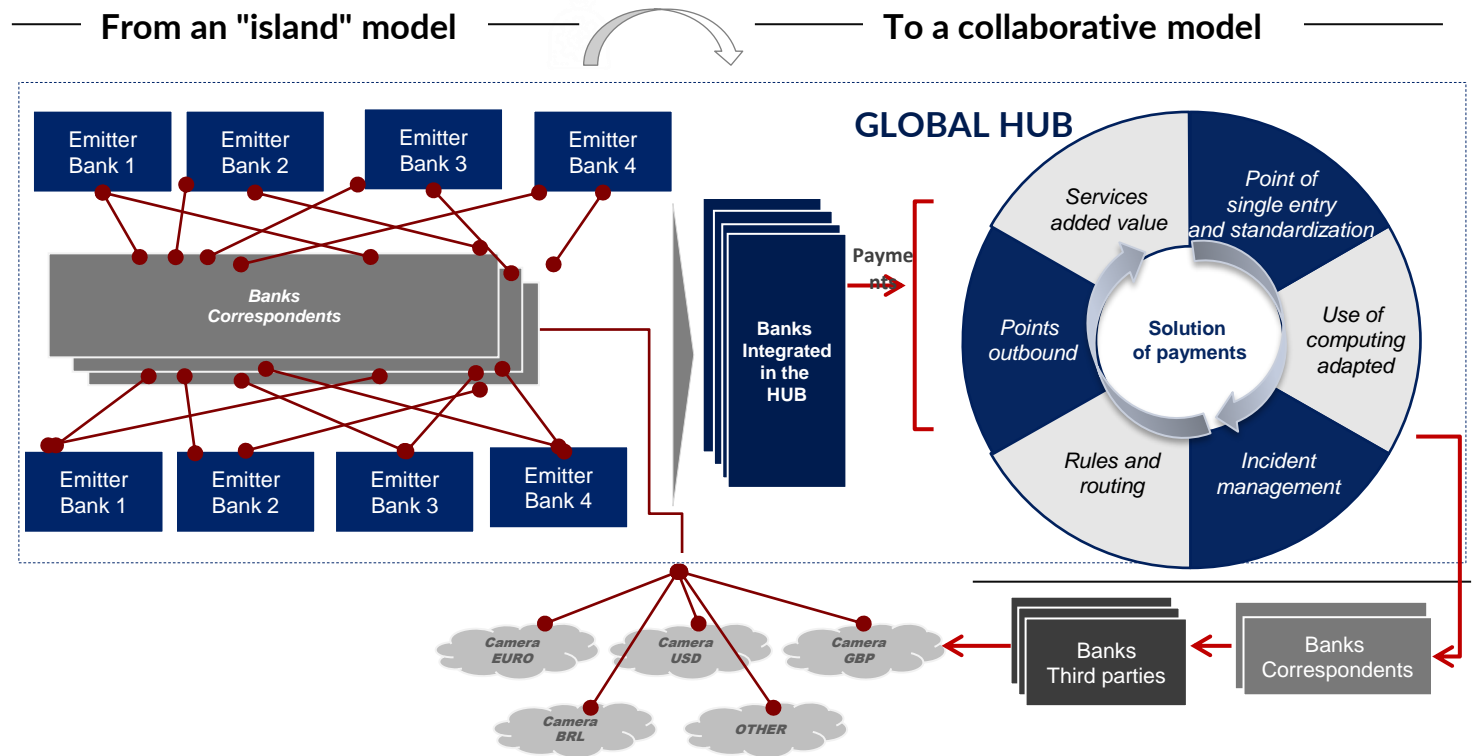 From an "island" model
To a collaborative model
Emitter
Bank 1
Emitter
Bank 2
Emitter
Bank 3
Emitter
Bank 4
Banks
Correspondents
Emitter
Bank 1
Emitter
Bank 2
Emitter
Bank 3
Emitter
Bank 4
Banks
Integrated
in the
HUB
Payme
nts
GLOBAL HUB
Services
added value
Point of
single entry
and standardization
Points
outbound
Solution
of payments
Use of
computing
adapted
Rules and
routing
Incident
management
Camera
EURO
Camera
USD
Camera
GBP
Camera
BRL
OTHER
Banks
Third parties
Banks
Correspondents